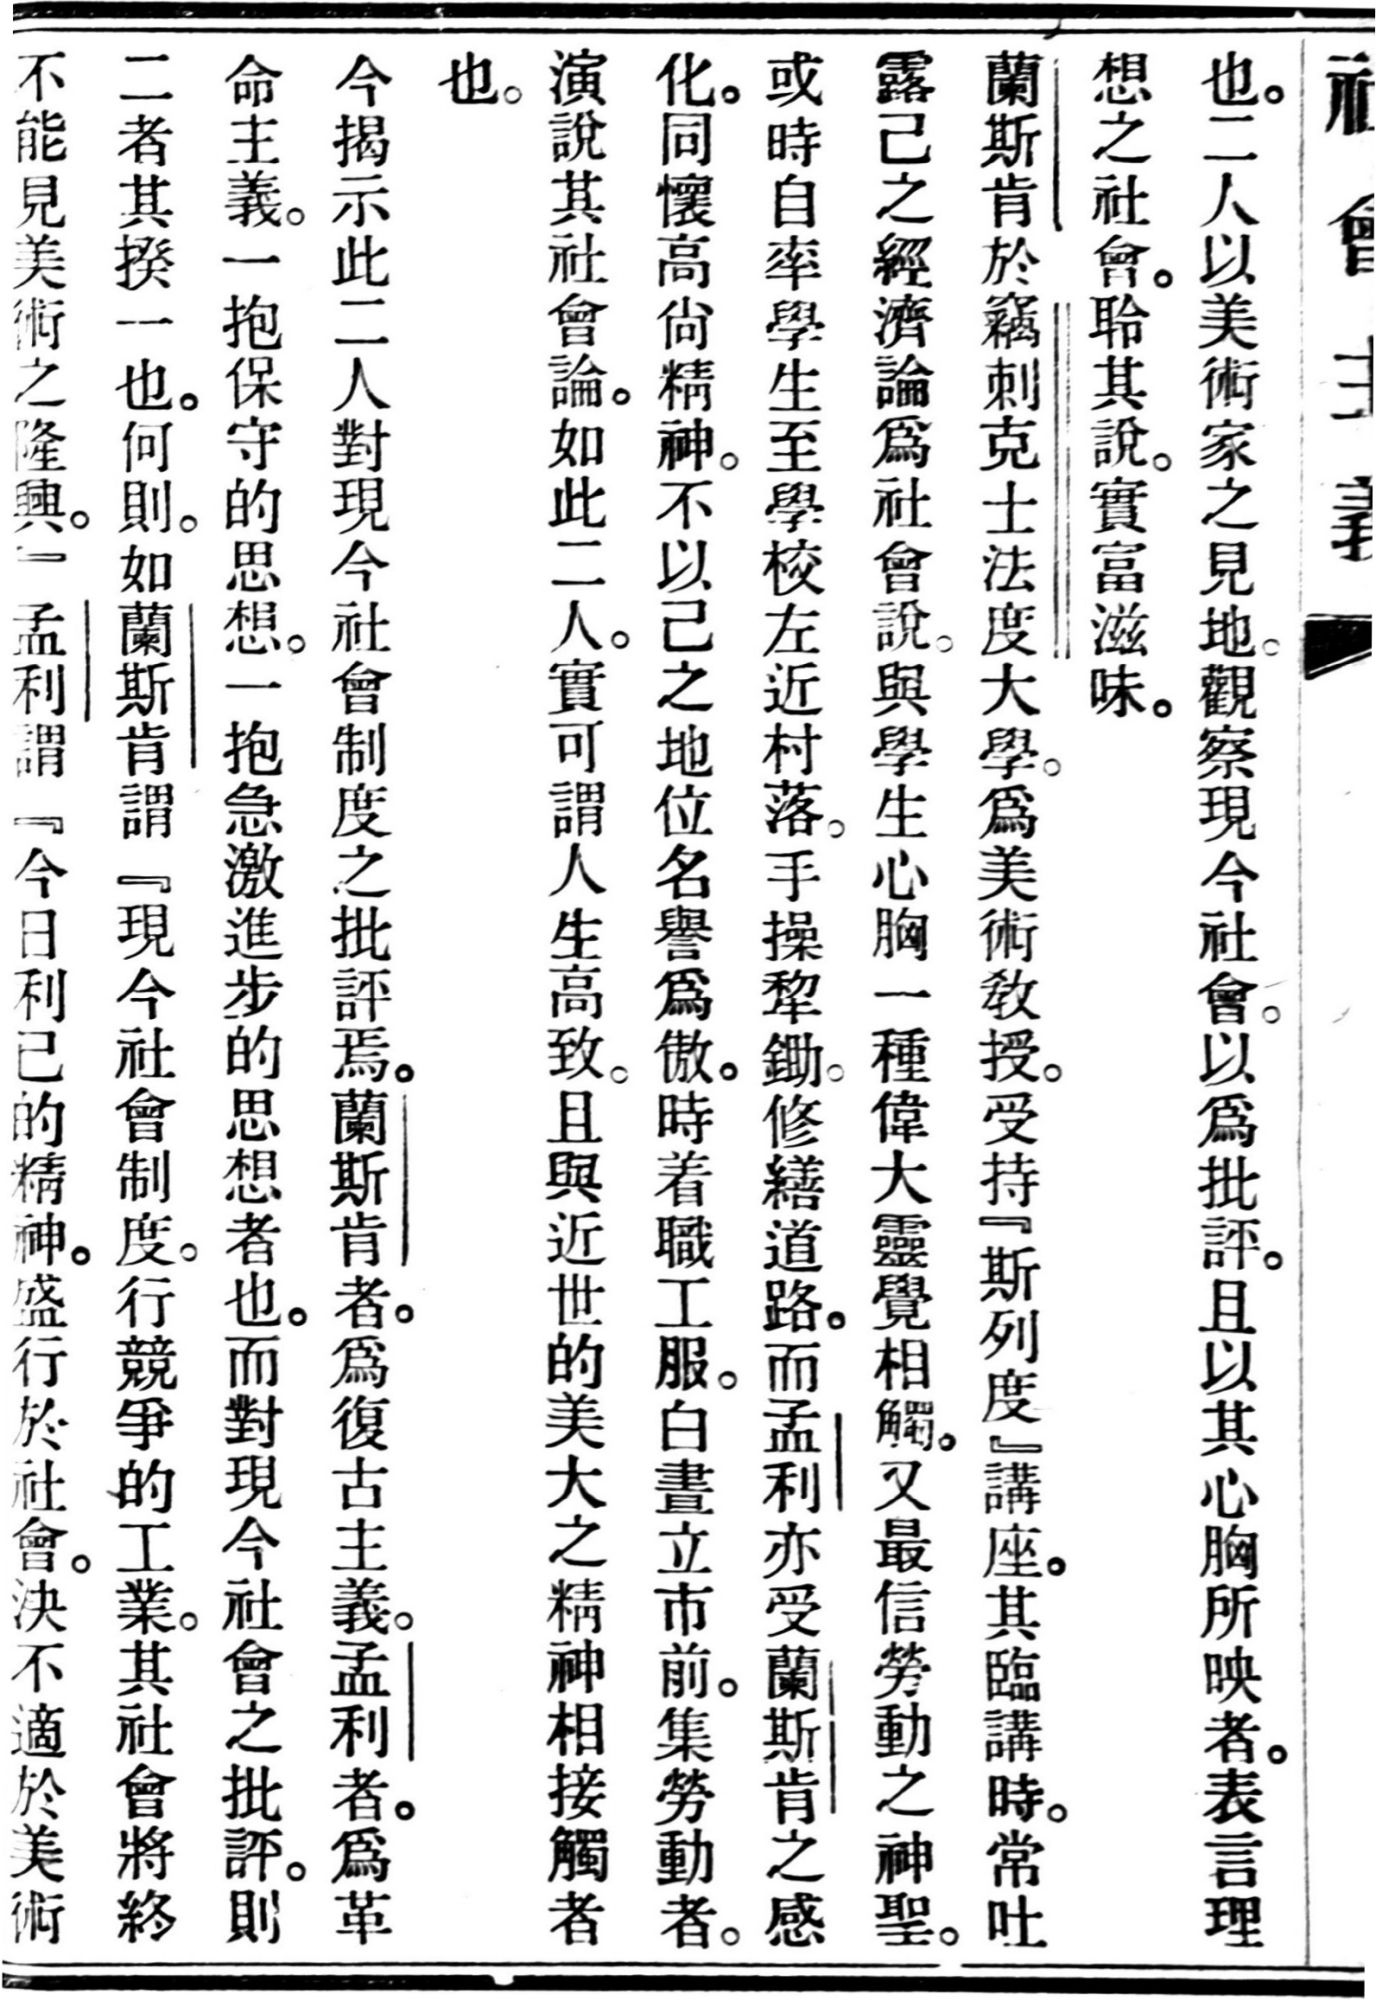 社會主義
也。二人以美術家之見地。觀察現今社會。以爲批評。且以其心胸所映者。表言理
想之社會。聆其說。實富滋味。
蘭斯肯於竊刺克士法度大學。爲美術敎授。受持『斯列度』講座。其臨講時。常吐
露己之經濟論爲社會說。與學生心胸一種偉大靈覺相觸。又最信勞動之神聖。
或時自率學生至學校左近村落。手操犂鋤。修繕道路。而孟利亦受蘭斯肯之感
化。同懷高尙精神。不以己之地位名譽爲傲。時着職工服。白晝立市前。集勞動者。
演說其社會論。如此二人。實可謂人生高致。且與近世的美大之精神相接觸者
也。
今揭示此二人對現今社會制度之批評焉。蘭斯肯者。爲復古主義。孟利者。爲革
命主義。一抱保守的思想。一抱急激進步的思想者也。而對現今社會之批評。則
二者其揆一也。何則。如蘭斯肯謂『現今社會制度。行競爭的工業。其社會將終
不能見美術之隆興。』孟利謂『今日利己的精神。盛行於社會。決不適於美術